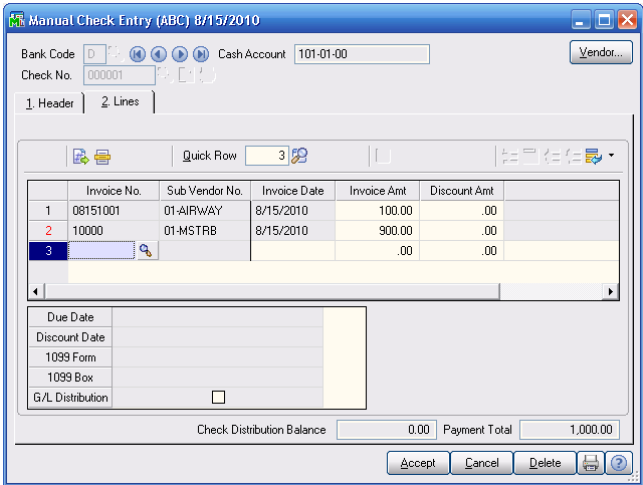 Manual Check Entry (ABC) 8/15/2010
Bank Code D Cash Account 101-01-00 Vendor...
Check No. 000001
1. Header 2. Lines
Quick Row 3
Invoice No. Sub Vendor No. Invoice Date Invoice Amt Discount Amt
1 08151001 01-AIRWAY 8/15/2010 100.00 .00
2 10000 01-MSTRB 8/15/2010 900.00 .00
3 .00 .00
Due Date
Discount Date
1099 Form
1099 Box
G/L Distribution
Check Distribution Balance 0.00 Payment Total 1,000.00
Accept Cancel Delete